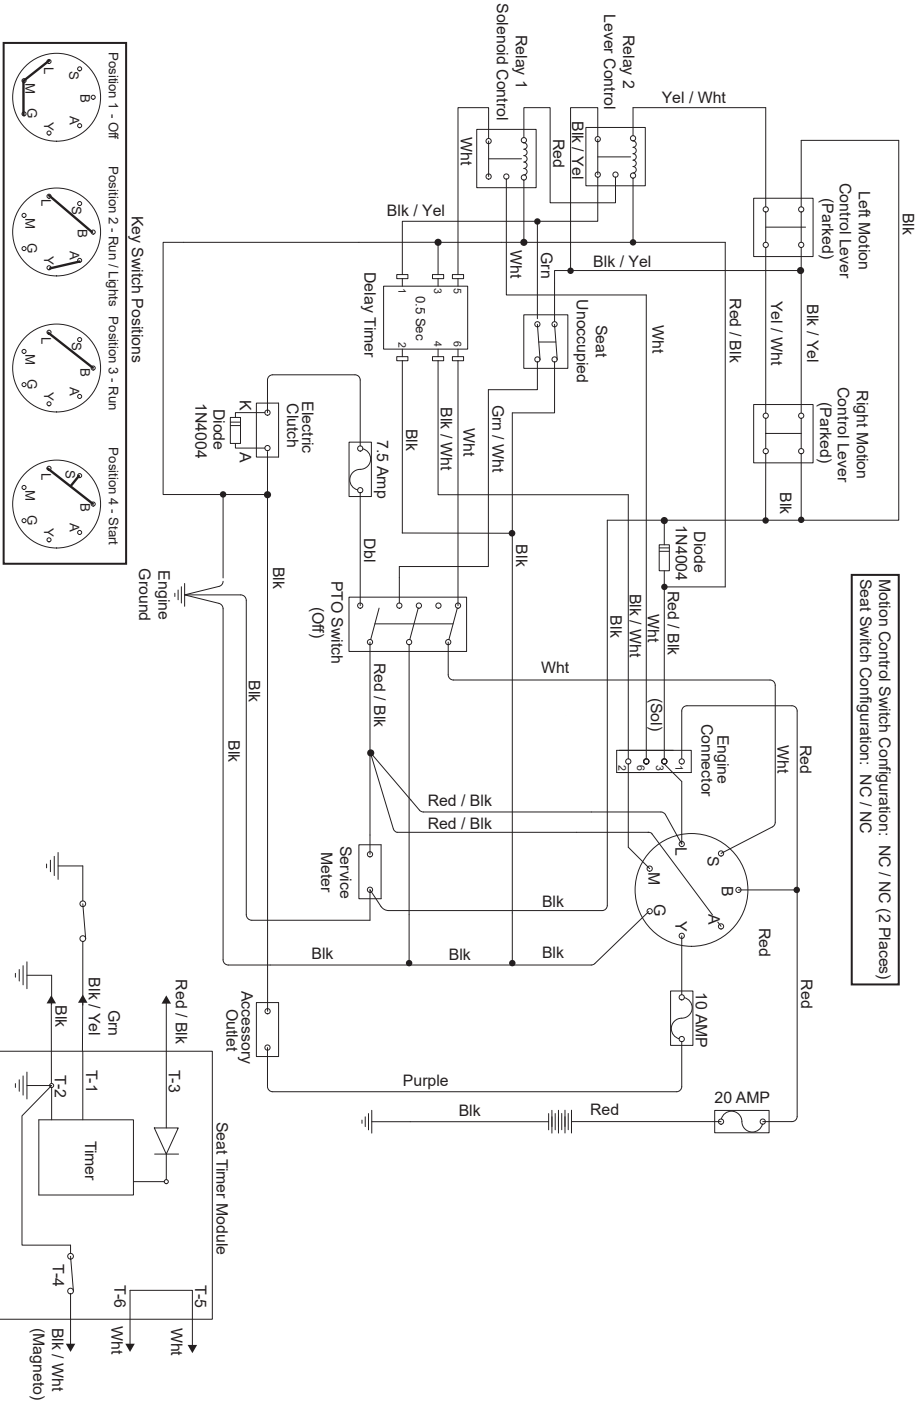 Motion Control Switch Configuration: NC / NC (2 Places)
Seat Switch Configuration: NC / NC
Blk
Left Motion
Control Lever
(Parked)
Right Motion
Control Lever
(Parked)
Yel / Wht
Blk / Yel
Yel / Wht
Blk
Relay 2
Lever Control
Relay 1
Solenoid Control
Blk / Yel
Red
Wht
Blk / Yel
Grn
Wht
Blk / Yel
Wht
Red / Blk
Seat
Unoccupied
Diode
1N4004
Red / Blk
Wht
(Sol)
Blk / Wht
Blk
1
3
6
2
Engine
Connector
Red
Wht
Wht
5
3
1
0.5 Sec
6
4
2
Delay Timer
Grn / Wht
Wht
Blk / Wht
Blk
Blk
7.5 Amp
Dbl
Electric
Clutch
K
A
Diode
1N4004
PTO Switch
(Off)
Red / Blk
Red / Blk
Red / Blk
S
L
B
M
A
G
Y
Red
Red
Service
Meter
Blk
Blk
Blk
Blk
Engine
Ground
Blk
Blk
Blk
Blk
10 AMP
Accessory
Outlet
Purple
20 AMP
Red
Blk
Key Switch Positions
Position 1 - Off
S
B
L
A
M
G
Y
Position 2 - Run / Lights
S
B
L
A
M
G
Y
Position 3 - Run
L
B
A
M
G
Y
Position 4 - Start
S
B
L
A
M
G
Y
Seat Timer Module
Red / Blk
T-3
Grn
Blk / Yel
T-1
Blk
T-2
Timer
T-4
T-5
T-6
Wht
Wht
Blk / Wht
(Magneto)